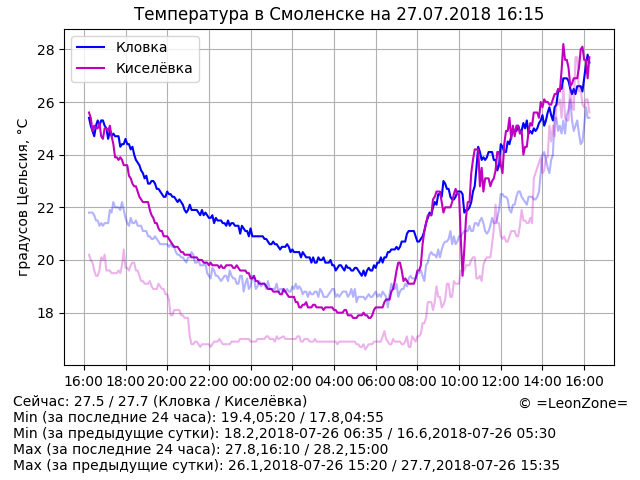 Температура в Смоленске на 27.07.2018 16:15
Кловка
Киселёвка
градусов Цельсия, °C
28
26
24
22
20
18
16:00 18:00 20:00 22:00 00:00 02:00 04:00 06:00 08:00 10:00 12:00 14:00 16:00
Сейчас: 27.5 / 27.7 (Кловка / Киселёвка)
© =LeonZone=
Min (за последние 24 часа): 19.4,05:20 / 17.8,04:55
Min (за предыдущие сутки): 18.2,2018-07-26 06:35 / 16.6,2018-07-26 05:30
Max (за последние 24 часа): 27.8,16:10 / 28.2,15:00
Max (за предыдущие сутки): 26.1,2018-07-26 15:20 / 27.7,2018-07-26 15:35